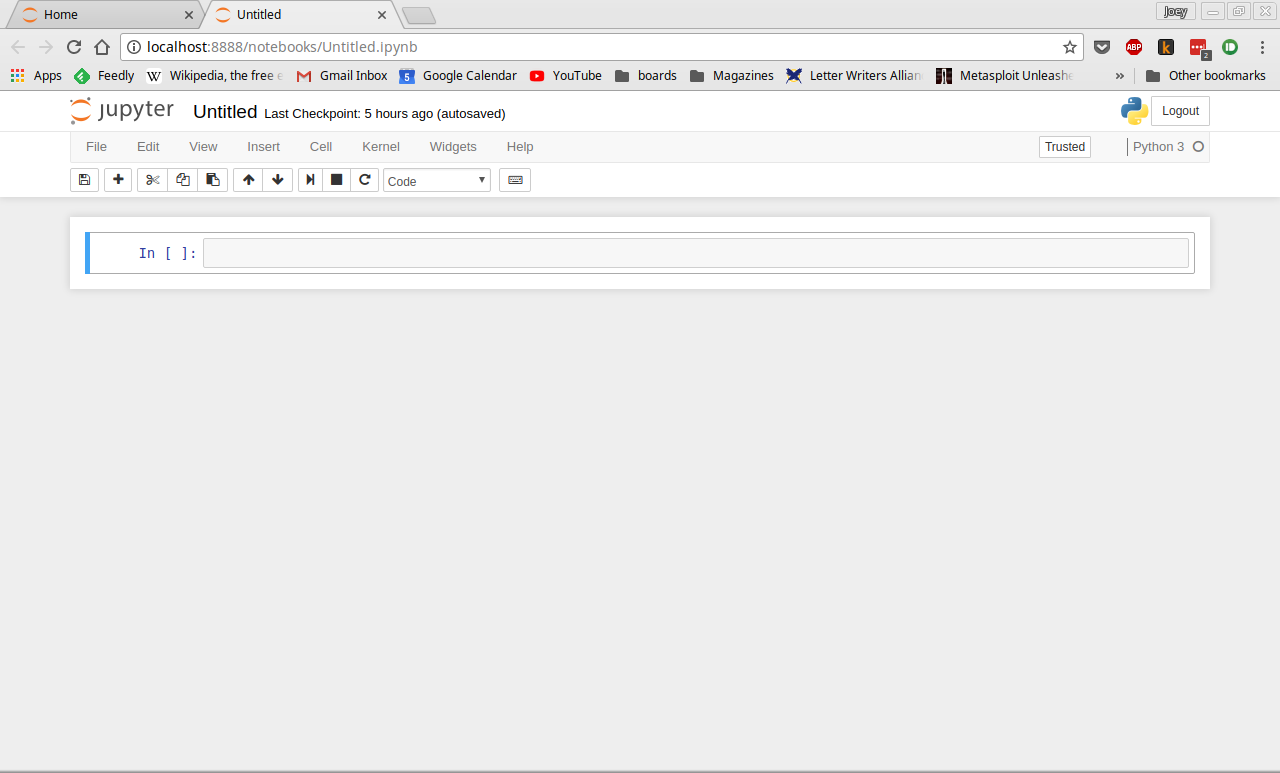 Home Untitled Joey
localhost:8888/notebooks/Untitled.ipynb ABP k 2
Apps Feedly W Wikipedia, the free e Gmail Inbox 5 Google Calendar YouTube boards Magazines Letter Writers Allian Metasploit Unleashe » Other bookmarks
jupyter Untitled Last Checkpoint: 5 hours ago (autosaved) Logout
File Edit View Insert Cell Kernel Widgets Help Trusted Python 3
Code
In [ ]: